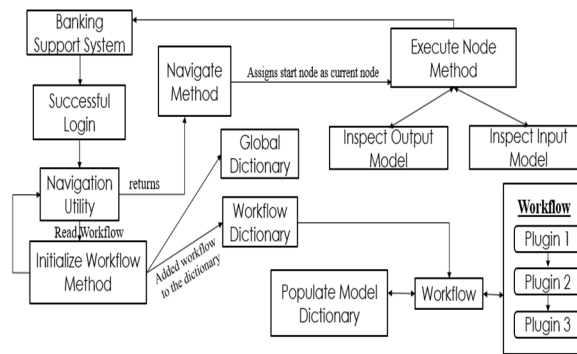 Banking
Support System
Successful
Login
Navigation
Utility
Read Workflow
Initialize Workflow
Method
returns
Navigate
Method
Assigns start node as current node
Execute Node
Method
Inspect Output
Model
Inspect Input
Model
Global
Dictionary
Workflow
Dictionary
Added workflow
to the dictionary
Populate Model
Dictionary
Workflow
Workflow
Plugin 1
Plugin 2
Plugin 3